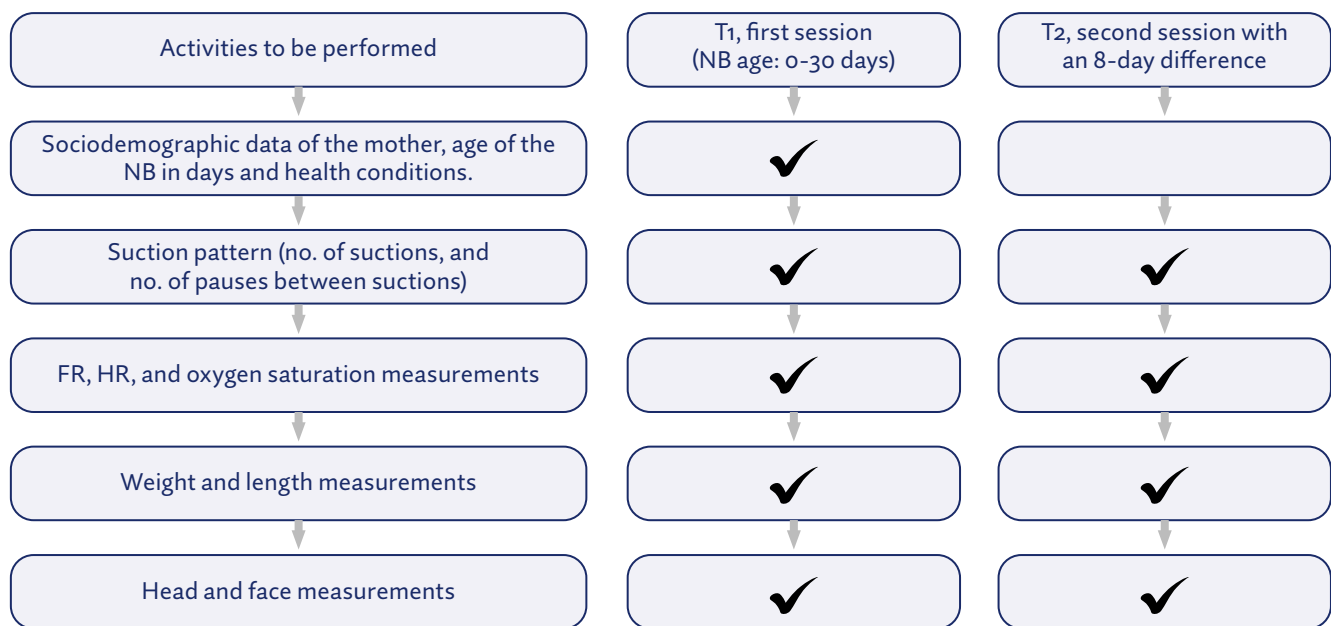 Activities to be performed
T1, first session
(NB age: 0-30 days)
T2, second session with
an 8-day difference
Sociodemographic data of the mother, age of the
NB in days and health conditions.
Suction pattern (no. of suctions, and
no. of pauses between suctions)
FR, HR, and oxygen saturation measurements
Weight and length measurements
Head and face measurements